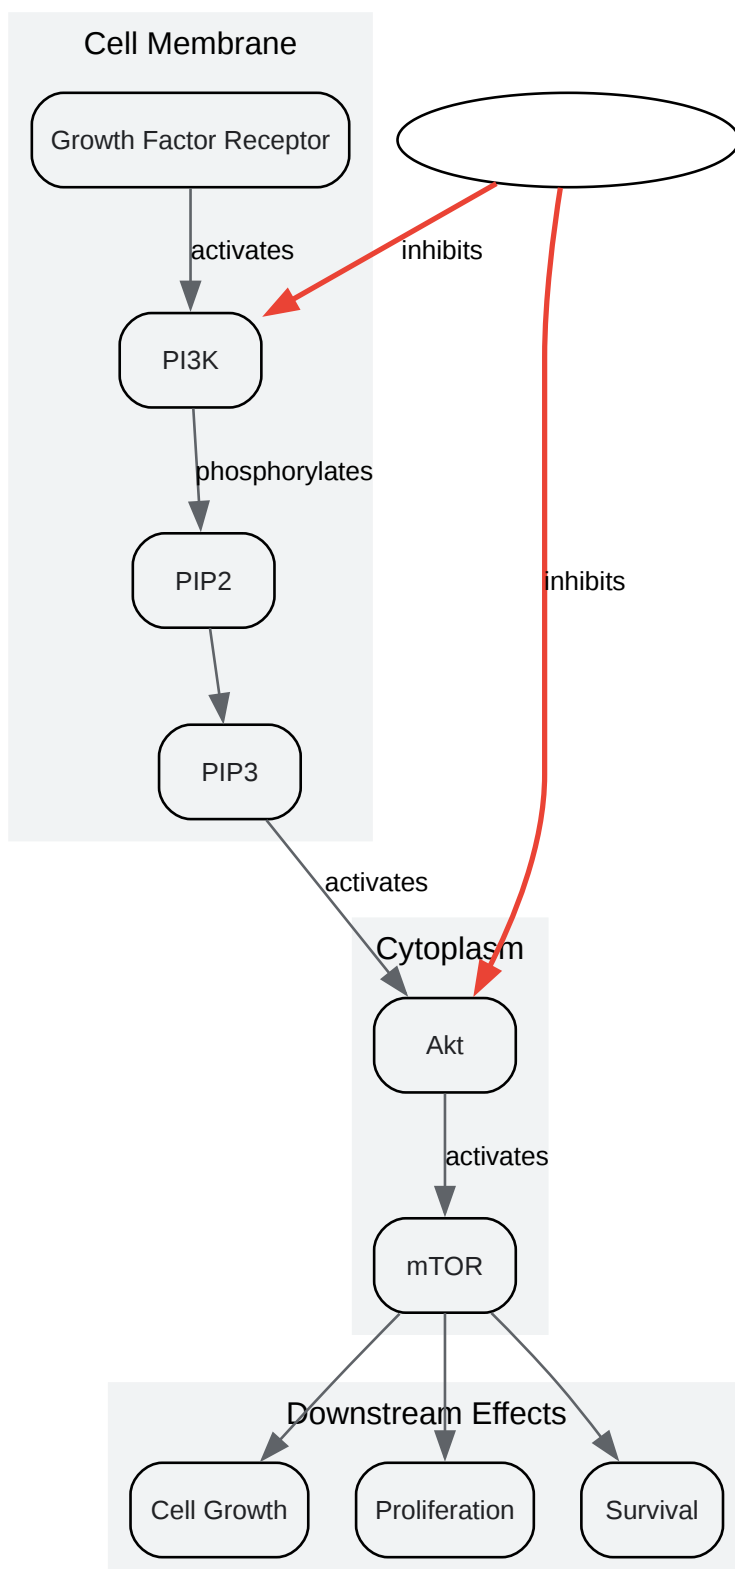 Cell Membrane
Growth Factor Receptor
activates
inhibits
PI3K
phosphorylates
PIP2
inhibits
PIP3
activates
Cytoplasm
Akt
activates
mTOR
Downstream Effects
Cell Growth
Proliferation
Survival